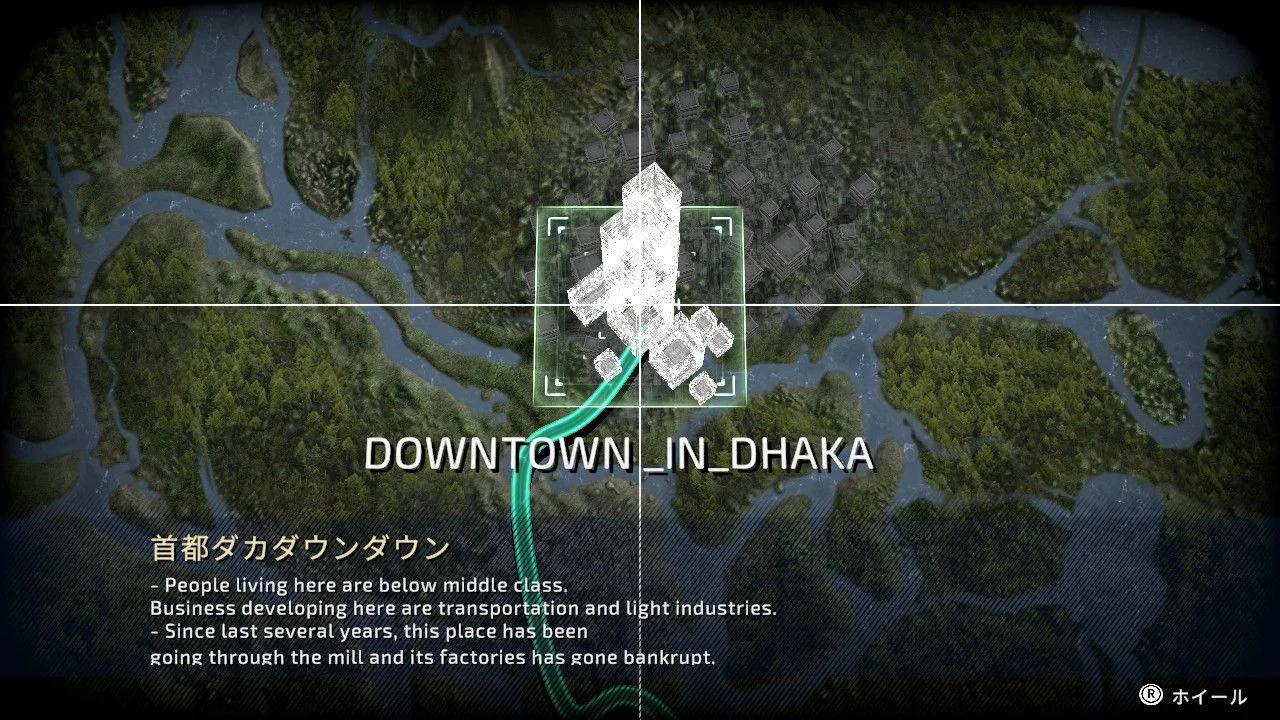 DOWNTOWN_IN_DHAKA
首都ダカダウンダウン
- People living here are below middle class.
Business developing here are transportation and light industries.
- Since last several years, this place has been
going through the mill and its factories has gone bankrupt.
Ⓡ ホイール